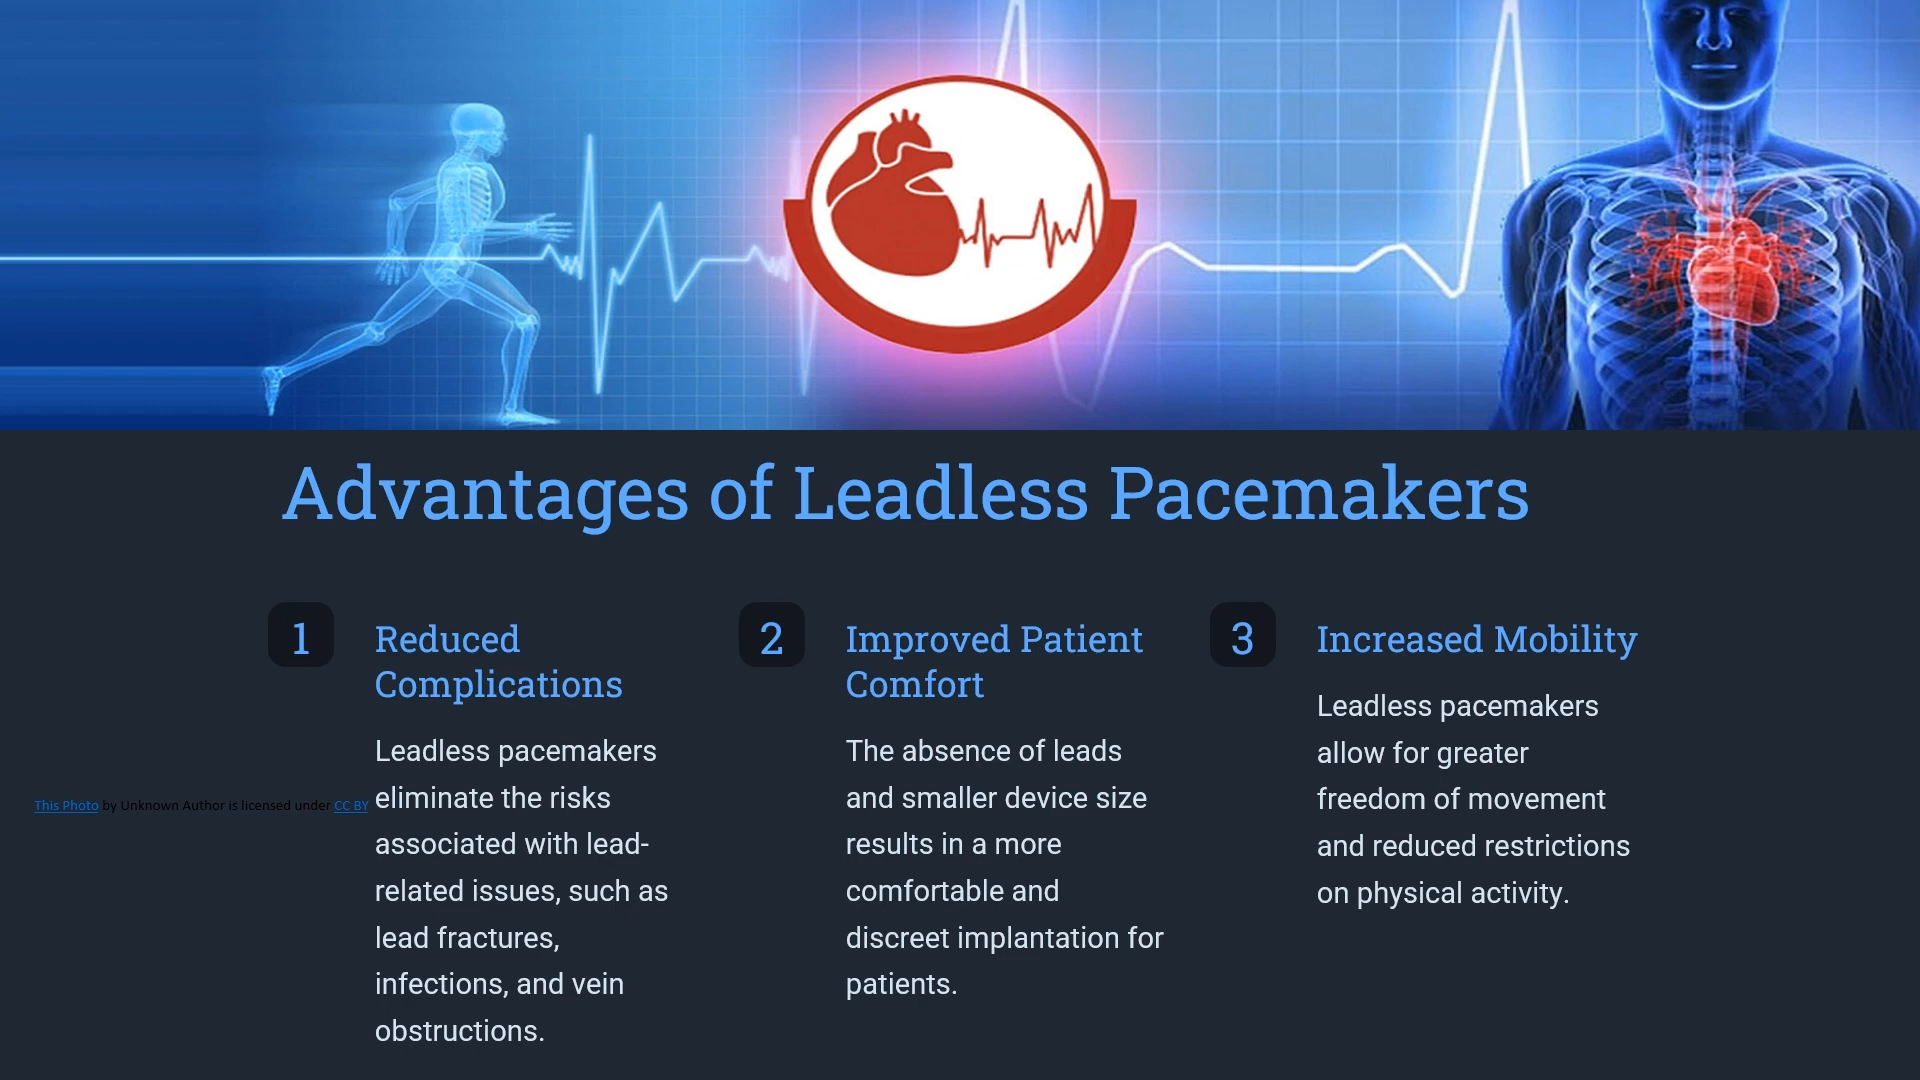 Advantages of Leadless Pacemakers
1
Reduced
Complications
Leadless pacemakers
eliminate the risks
associated with lead-
related issues, such as
lead fractures,
infections, and vein
obstructions.
2
Improved Patient
Comfort
The absence of leads
and smaller device size
results in a more
comfortable and
discreet implantation for
patients.
3
Increased Mobility
Leadless pacemakers
allow for greater
freedom of movement
and reduced restrictions
on physical activity.
This Photo by Unknown Author is licensed under CC BY